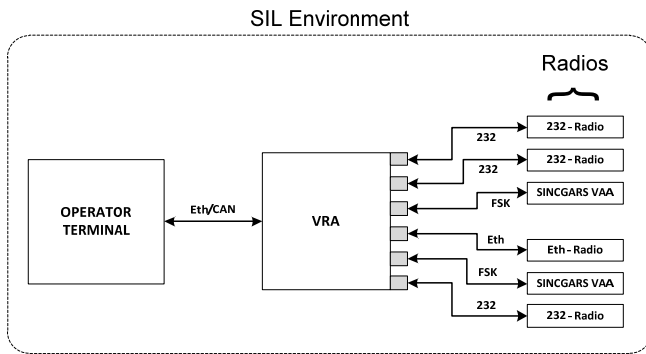 SIL Environment
Radios
232-Radio
232
232-Radio
232
SINCGARS VAA
FSK
OPERATOR
TERMINAL
Eth/CAN
VRA
Eth
Eth-Radio
FSK
SINCGARS VAA
232
232-Radio